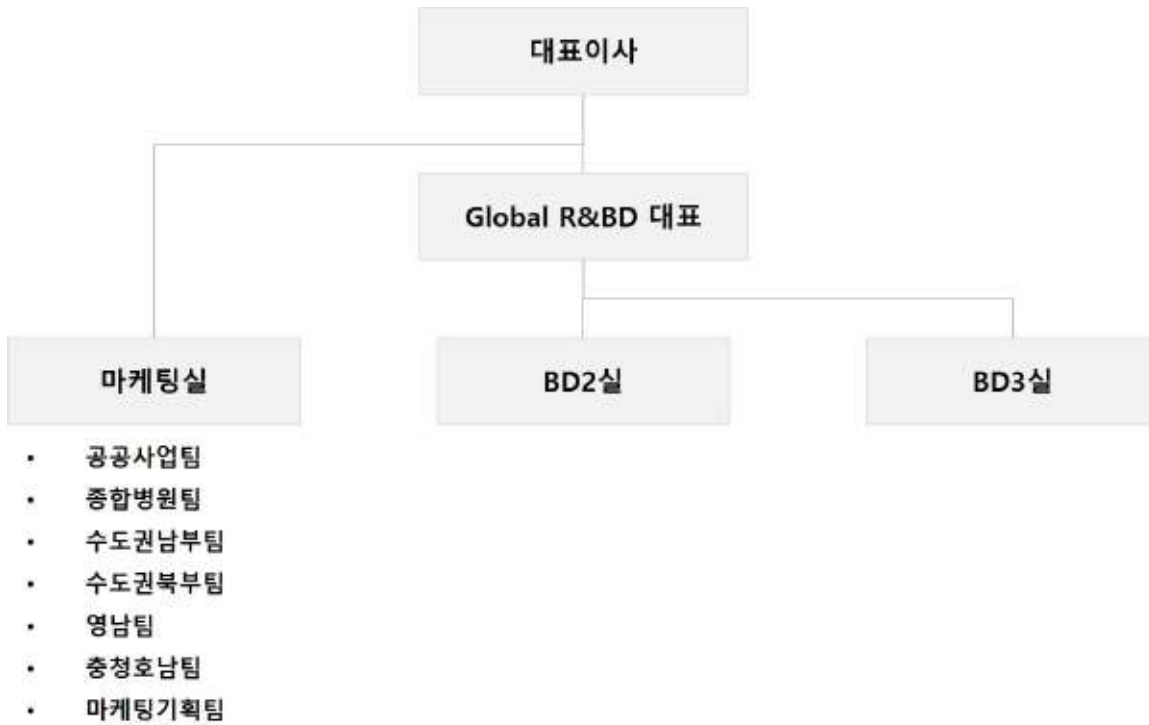 대표이사
Global R&BD 대표
마케팅실
BD2실
BD3실
• 공공사업팀
• 종합병원팀
• 수도권남부팀
• 수도권북부팀
• 영남팀
• 충청호남팀
• 마케팅기획팀